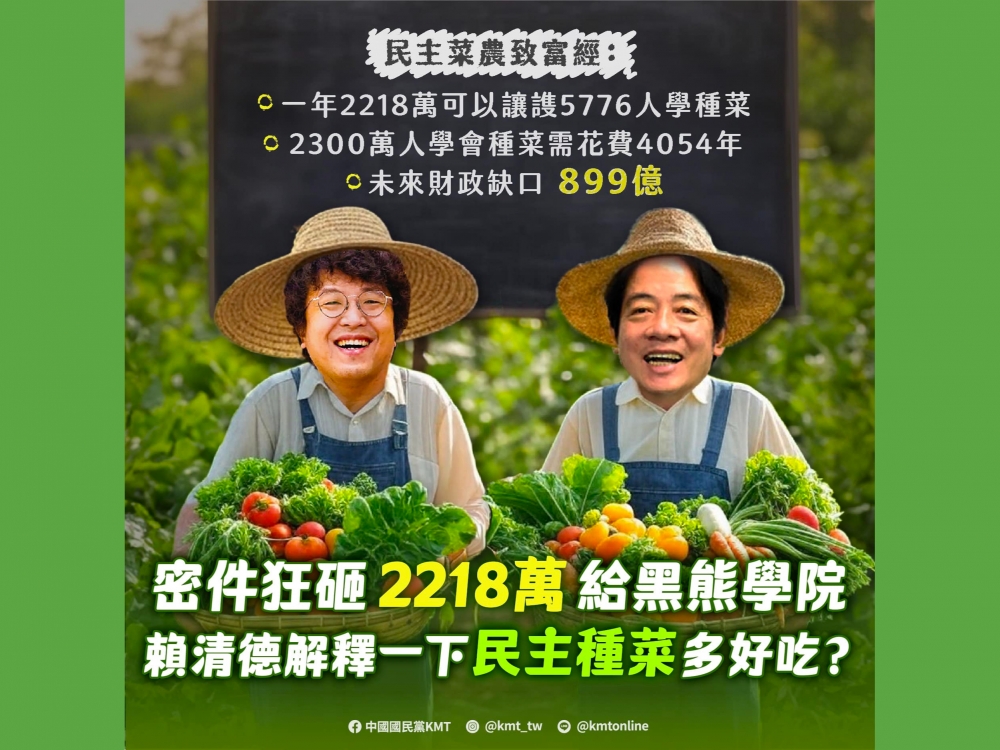 民主菜農致富經：
一年2218萬可以讓護5776人學種菜
2300萬人學會種菜需花費4054年
未來財政缺口 899億
密件狂砸2218萬給黑熊學院
賴清德解釋一下民主種菜多好吃?
中國國民黨KMT @kmt_tw @kmtonline